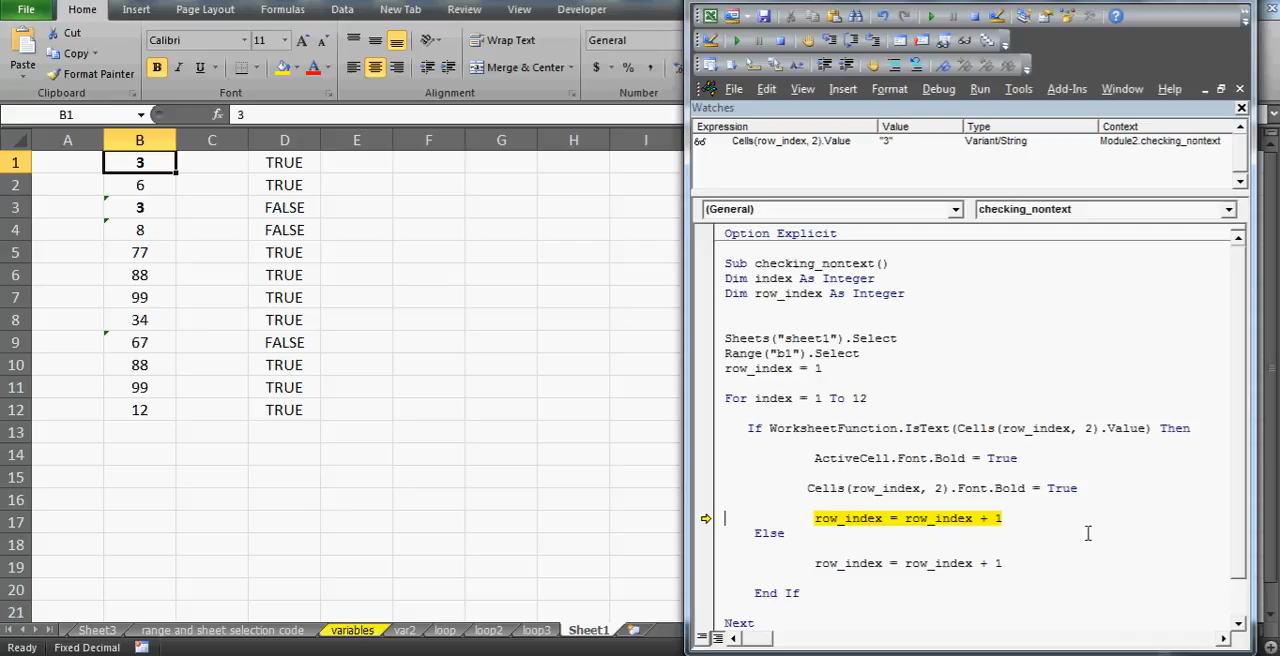 File Home Insert Page Layout Formulas Data New Tab Review View Developer
Paste
Cut
Copy
Format Painter
Calibri 11
B I U A A A
Wrap Text
Merge & Center
General
$ % ,
Clipboard Font Alignment Number
B1 fx 3
A B C D E F G H I
1 3 TRUE
2 6 TRUE
3 3 FALSE
4 8 FALSE
5 77 TRUE
6 88 TRUE
7 99 TRUE
8 34 TRUE
9 67 FALSE
10 88 TRUE
11 99 TRUE
12 12 TRUE
13
14
15
16
17
18
19
20
21
Sheet3 range and sheet selection code variables var2 loop loop2 loop3 Sheet1
Ready Fixed Decimal
File Edit View Insert Format Debug Run Tools Add-Ins Window Help
Watches
Expression Value Type Context
Cells(row_index, 2).Value "3" Variant/String Module2.checking_nontext
(General) checking_nontext
Option Explicit
Sub checking_nontext()
Dim index As Integer
Dim row_index As Integer
Sheets("sheet1").Select
Range("b1").Select
row_index = 1
For index = 1 To 12
If WorksheetFunction.IsText(Cells(row_index, 2).Value) Then
ActiveCell.Font.Bold = True
Cells(row_index, 2).Font.Bold = True
row_index = row_index + 1
Else
row_index = row_index + 1
End If
Next